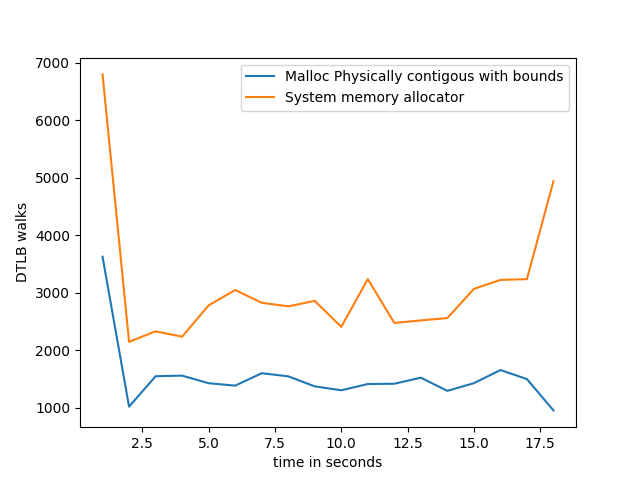 7000
6000
5000
4000
3000
2000
1000
DTLB walks
Malloc Physically contigous with bounds
System memory allocator
2.5 5.0 7.5 10.0 12.5 15.0 17.5
time in seconds